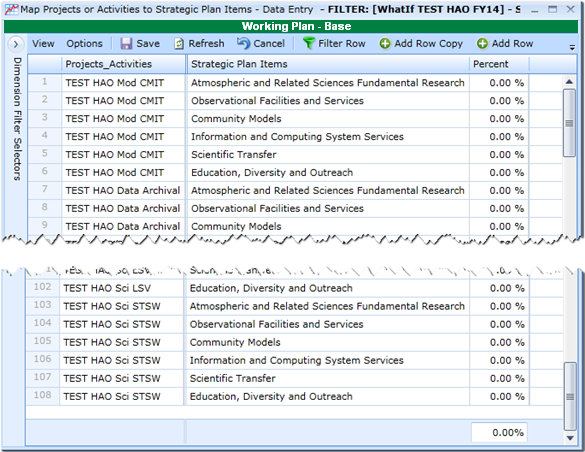 Map Projects or Activities to Strategic Plan Items - Data Entry - FILTER: [WhatIf TEST HAO FY14] - S
Working Plan - Base
View Options Save Refresh Cancel Filter Row Add Row Copy Add Row
Dimension Filter Selectors
Projects_Activities Strategic Plan Items Percent
1 TEST HAO Mod CMIT Atmospheric and Related Sciences Fundamental Research 0.00 %
2 TEST HAO Mod CMIT Observational Facilities and Services 0.00 %
3 TEST HAO Mod CMIT Community Models 0.00 %
4 TEST HAO Mod CMIT Information and Computing System Services 0.00 %
5 TEST HAO Mod CMIT Scientific Transfer 0.00 %
6 TEST HAO Mod CMIT Education, Diversity and Outreach 0.00 %
7 TEST HAO Data Archival Atmospheric and Related Sciences Fundamental Research 0.00 %
8 TEST HAO Data Archival Observational Facilities and Services 0.00 %
9 TEST HAO Data Archival Community Models 0.00 %
102 TEST HAO Sci LSV Education, Diversity and Outreach 0.00 %
103 TEST HAO Sci STSW Atmospheric and Related Sciences Fundamental Research 0.00 %
104 TEST HAO Sci STSW Observational Facilities and Services 0.00 %
105 TEST HAO Sci STSW Community Models 0.00 %
106 TEST HAO Sci STSW Information and Computing System Services 0.00 %
107 TEST HAO Sci STSW Scientific Transfer 0.00 %
108 TEST HAO Sci STSW Education, Diversity and Outreach 0.00 %
0.00%